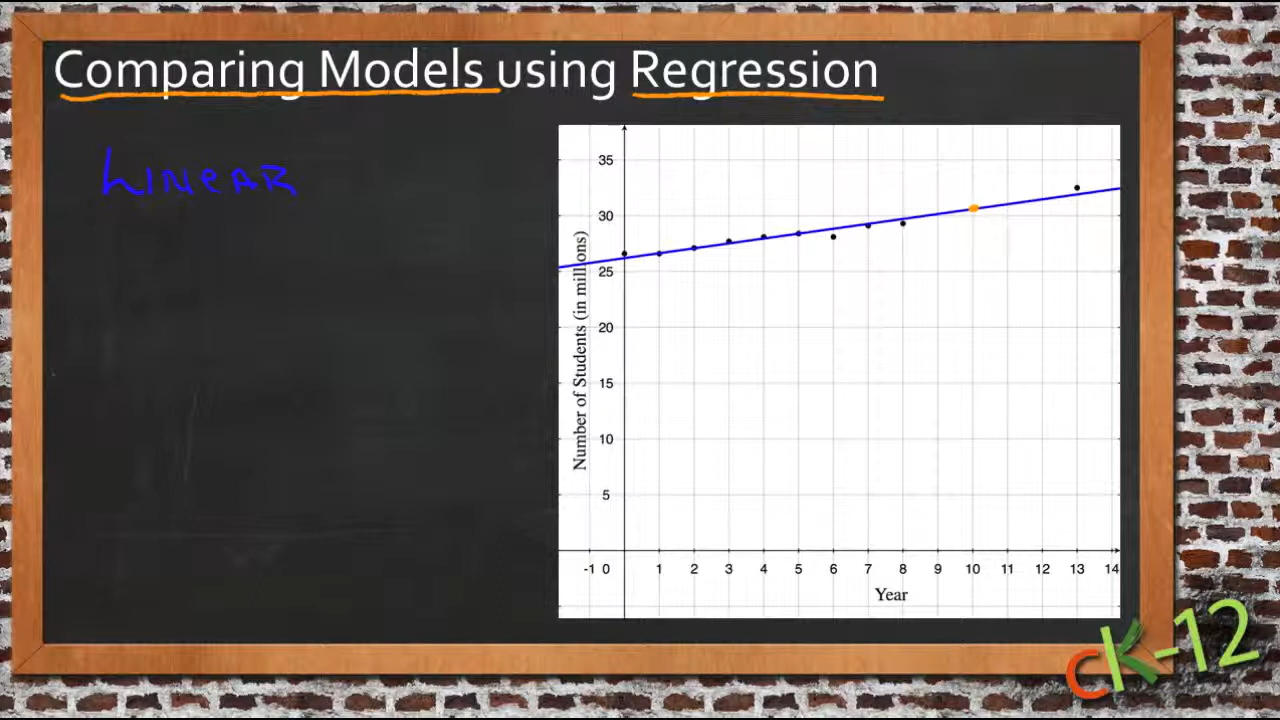 Comparing Models using Regression
LINeAR
35
30
25
20
15
10
5
Number of Students (in millions)
-1 0 1 2 3 4 5 6 7 8 9 10 11 12 13 14
Year
cK-12